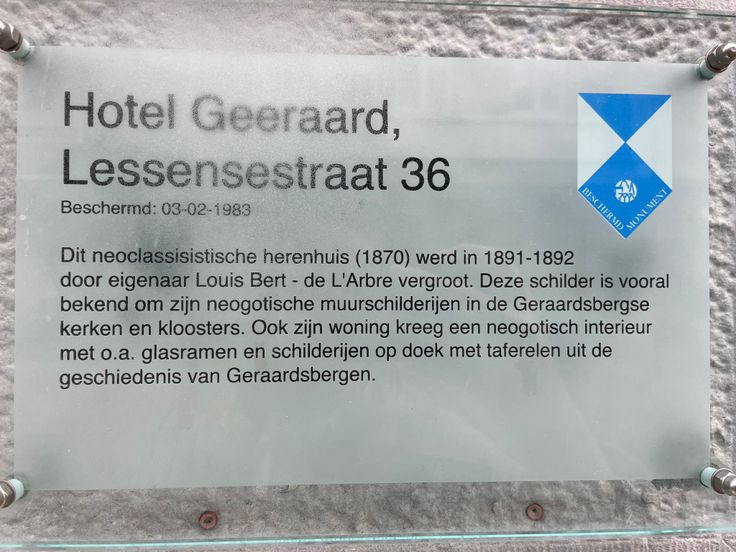 Hotel Geeraard,
Lessensestraat 36
Beschermd: 03-02-1983
Dit neoclassisistische herenhuis (1870) werd in 1891-1892
door eigenaar Louis Bert - de L'Arbre vergroot. Deze schilder is vooral
bekend om zijn neogotische muurschilderijen in de Geraardsbergse
kerken en kloosters. Ook zijn woning kreeg een neogotisch interieur
met o.a. glasramen en schilderijen op doek met taferelen uit de
geschiedenis van Geraardsbergen.
BESCHERMD MONUMENT